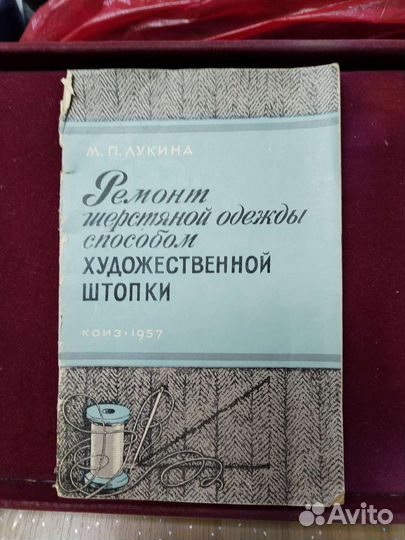 М. П. ЛУКИНА
Ремонт
шерстяной одежды
способом
ХУДОЖЕСТВЕННОЙ
ШТОПКИ
КОИЗ • 1957
Avito